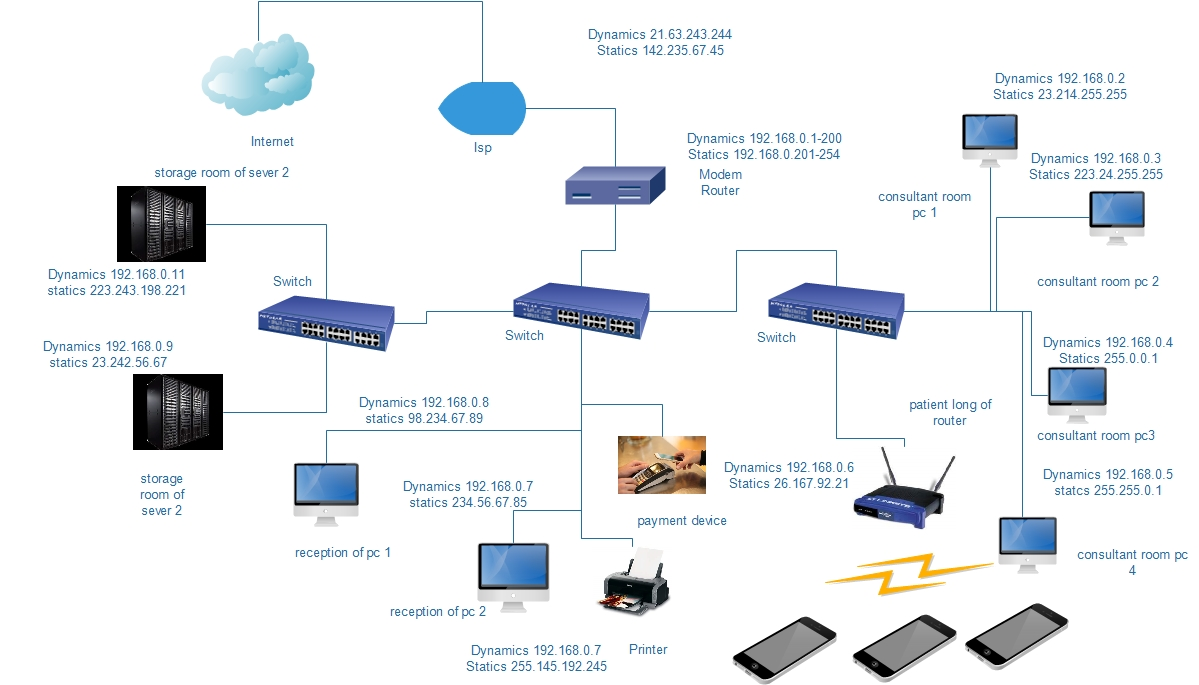 Dynamics 21.63.243.244
Statics 142.235.67.45
Internet
Isp
Dynamics 192.168.0.1-200
Statics 192.168.0.201-254
Modem
Router
Dynamics 192.168.0.2
Statics 23.214.255.255
consultant room
pc 1
Dynamics 192.168.0.3
Statics 223.24.255.255
consultant room pc 2
storage room of sever 2
Dynamics 192.168.0.11
statics 223.243.198.221
Switch
Switch
Switch
Dynamics 192.168.0.9
statics 23.242.56.67
storage
room of
sever 2
Dynamics 192.168.0.8
statics 98.234.67.89
reception of pc 1
Dynamics 192.168.0.7
statics 234.56.67.85
reception of pc 2
payment device
Dynamics 192.168.0.6
Statics 26.167.92.21
patient long of
router
Dynamics 192.168.0.4
Statics 255.0.0.1
consultant room pc3
Dynamics 192.168.0.5
statcs 255.255.0.1
consultant room pc
4
Printer
Dynamics 192.168.0.7
Statics 255.145.192.245